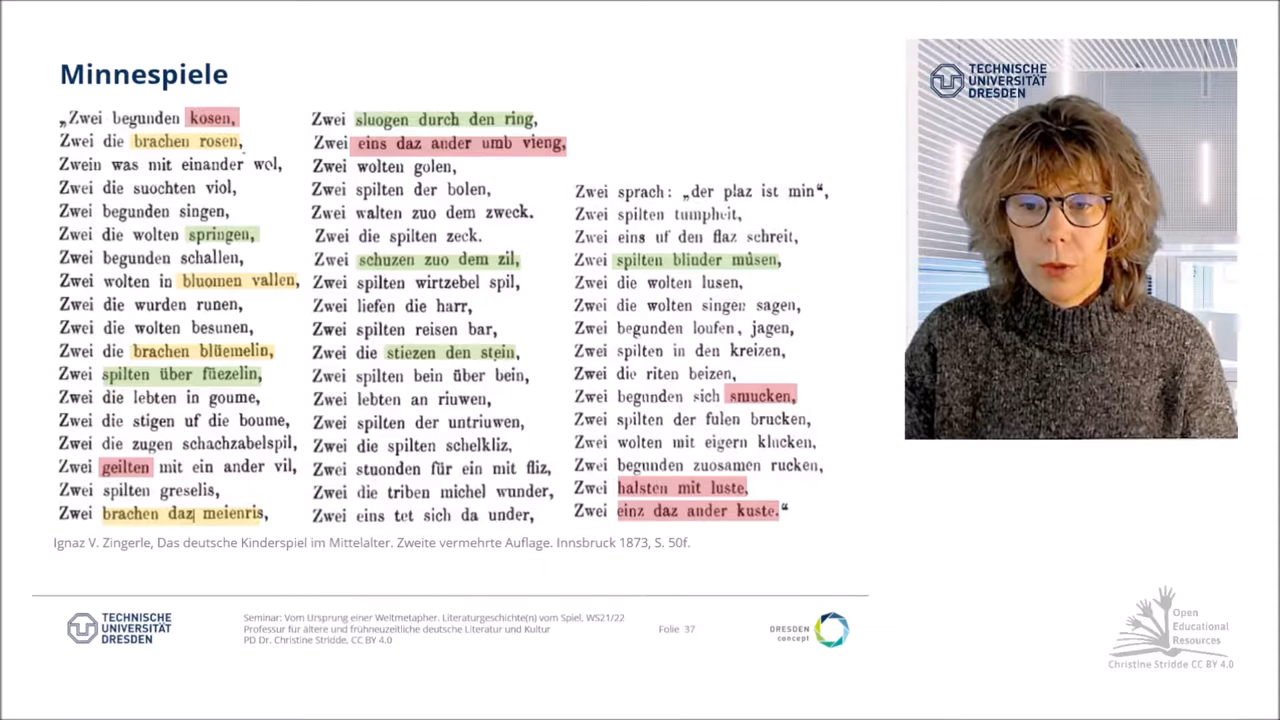 Minnespiele
„Zwei begunden kosen,
Zwei die brachen rosen,
Zwein was mit einander wol,
Zwei die suochten viol,
Zwei begunden singen,
Zwei die wolten springen,
Zwei begunden schallen,
Zwei wolten in bluomen vallen,
Zwei die wurden runen,
Zwei die wolten besunen,
Zwei die brachen blüemelin,
Zwei spilten über füezelin,
Zwei die lebten in goume,
Zwei die stigen uf die boume,
Zwei die zugen schachzabelspil,
Zwei geilten mit ein ander vil,
Zwei spilten greselis,
Zwei brachen daz meienris,
Zwei sluogen durch den ring,
Zwei eins daz ander umb vieng,
Zwei wolten golen,
Zwei spilten der bolen,
Zwei walten zuo dem zweck.
Zwei die spilten zeck.
Zwei schuzen zuo dem zil,
Zwei spilten wirtzebel spil,
Zwei liefen die harr,
Zwei spilten reisen bar,
Zwei die stiezen den stein,
Zwei spilten bein über bein,
Zwei lebten an riuwen,
Zwei spilten der untriuwen,
Zwei die spilten schelkliz,
Zwei stuonden für ein mit fliz,
Zwei die triben michel wunder,
Zwei eins tet sich da under,
Zwei sprach: „der plaz ist min“,
Zwei spilten tumpheit,
Zwei eins uf den flaz schreit,
Zwei spilten blinder mûsen,
Zwei die wolten lusen,
Zwei die wolten singen sagen,
Zwei begunden loufen, jagen,
Zwei spilten in den kreizen,
Zwei die riten beizen,
Zwei begunden sich smucken,
Zwei spilten der fulen brucken,
Zwei wolten mit eigern klucken,
Zwei begunden zuosamen rucken,
Zwei halsten mit luste,
Zwei einz daz ander kuste.“
Ignaz V. Zingerle, Das deutsche Kinderspiel im Mittelalter. Zweite vermehrte Auflage. Innsbruck 1873, S. 50f.
TECHNISCHE
UNIVERSITÄT
DRESDEN
Seminar: Vom Ursprung einer Weltmetapher. Literaturgeschichte(n) vom Spiel, WS21/22
Professur für ältere und frühneuzeitliche deutsche Literatur und Kultur
PD Dr. Christine Stridde, CC BY 4.0
Folie 37
DRESDEN
concept
TECHNISCHE
UNIVERSITÄT
DRESDEN
Open
Educational
Resources
Christine Stridde CC BY 4.0